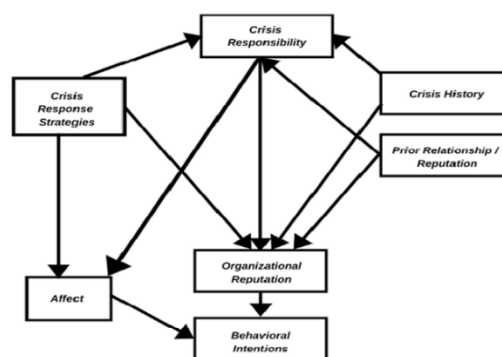 Crisis
Responsibility
Crisis
Response
Strategies
Crisis History
Prior Relationship /
Reputation
Organizational
Reputation
Affect
Behavioral
Intentions